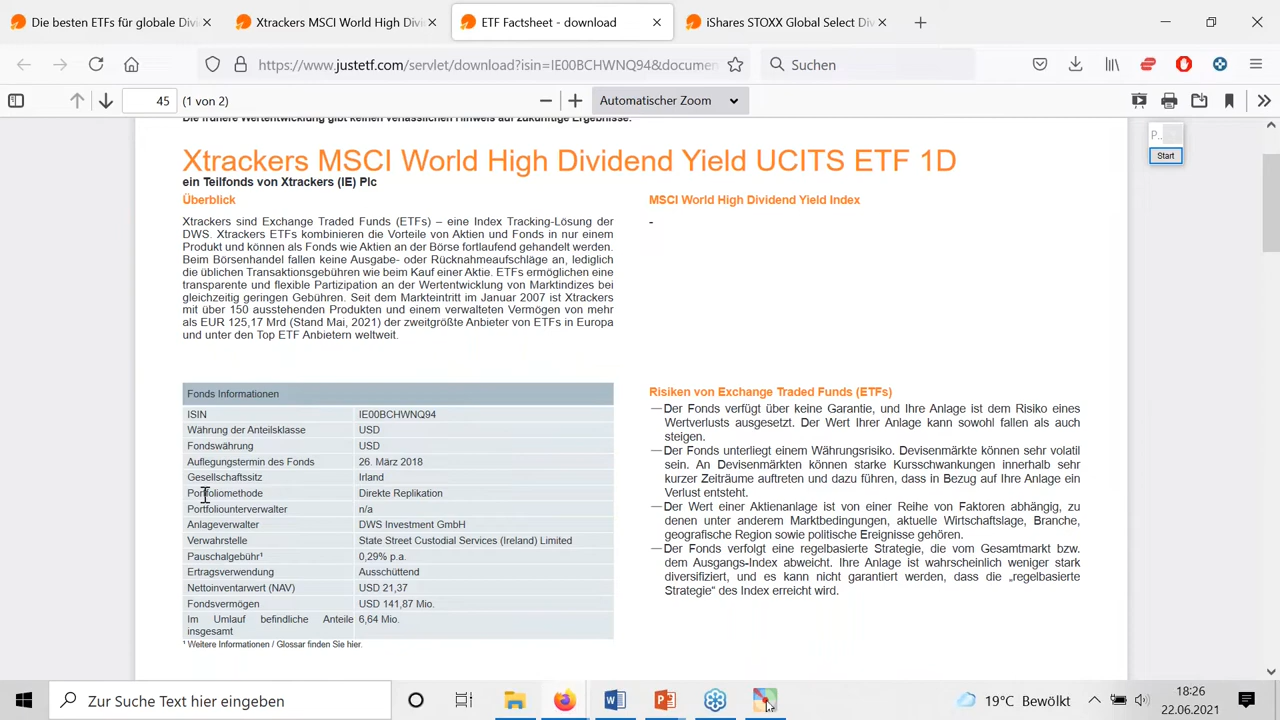 Die besten ETFs für globale Divi
Xtrackers MSCI World High Divi
ETF Factsheet - download
iShares STOXX Global Select Div
https://www.justetf.com/servlet/download?isin=IE00BCHWNQ94&documen
Suchen
45
(1 von 2)
Automatischer Zoom
Die frühere Wertentwicklung gibt keinen verlässlichen Hinweis auf zukünftige Ergebnisse.
P...
Start
Xtrackers MSCI World High Dividend Yield UCITS ETF 1D
ein Teilfonds von Xtrackers (IE) Plc
Überblick
Xtrackers sind Exchange Traded Funds (ETFs) – eine Index Tracking-Lösung der
DWS. Xtrackers ETFs kombinieren die Vorteile von Aktien und Fonds in nur einem
Produkt und können als Fonds wie Aktien an der Börse fortlaufend gehandelt werden.
Beim Börsenhandel fallen keine Ausgabe- oder Rücknahmeaufschläge an, lediglich
die üblichen Transaktionsgebühren wie beim Kauf einer Aktie. ETFs ermöglichen eine
transparente und flexible Partizipation an der Wertentwicklung von Marktindizes bei
gleichzeitig geringen Gebühren. Seit dem Markteintritt im Januar 2007 ist Xtrackers
mit über 150 ausstehenden Produkten und einem verwalteten Vermögen von mehr
als EUR 125,17 Mrd (Stand Mai, 2021) der zweitgrößte Anbieter von ETFs in Europa
und unter den Top ETF Anbietern weltweit.
MSCI World High Dividend Yield Index
-
Fonds Informationen
ISIN IE00BCHWNQ94
Währung der Anteilsklasse USD
Fondswährung USD
Auflegungstermin des Fonds 26. März 2018
Gesellschaftssitz Irland
Portfoliomethode Direkte Replikation
Portfoliounterverwalter n/a
Anlageverwalter DWS Investment GmbH
Verwahrstelle State Street Custodial Services (Ireland) Limited
Pauschalgebühr¹ 0,29% p.a.
Ertragsverwendung Ausschüttend
Nettoinventarwert (NAV) USD 21,37
Fondsvermögen USD 141,87 Mio.
Im Umlauf befindliche Anteile 6,64 Mio.
insgesamt
¹ Weitere Informationen / Glossar finden Sie hier.
Risiken von Exchange Traded Funds (ETFs)
—Der Fonds verfügt über keine Garantie, und Ihre Anlage ist dem Risiko eines
Wertverlusts ausgesetzt. Der Wert Ihrer Anlage kann sowohl fallen als auch
steigen.
—Der Fonds unterliegt einem Währungsrisiko. Devisenmärkte können sehr volatil
sein. An Devisenmärkten können starke Kursschwankungen innerhalb sehr
kurzer Zeiträume auftreten und dazu führen, dass in Bezug auf Ihre Anlage ein
Verlust entsteht.
—Der Wert einer Aktienanlage ist von einer Reihe von Faktoren abhängig, zu
denen unter anderem Marktbedingungen, aktuelle Wirtschaftslage, Branche,
geografische Region sowie politische Ereignisse gehören.
—Der Fonds verfolgt eine regelbasierte Strategie, die vom Gesamtmarkt bzw.
dem Ausgangs-Index abweicht. Ihre Anlage ist wahrscheinlich weniger stark
diversifiziert, und es kann nicht garantiert werden, dass die „regelbasierte
Strategie“ des Index erreicht wird.
Zur Suche Text hier eingeben
19°C Bewölkt
18:26
22.06.2021